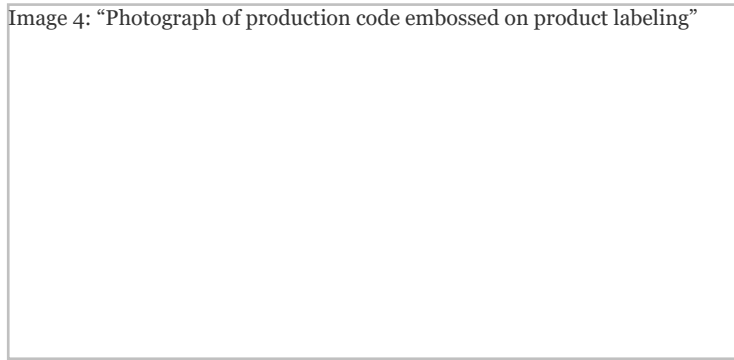 Image 4: “Photograph of production code embossed on product labeling”